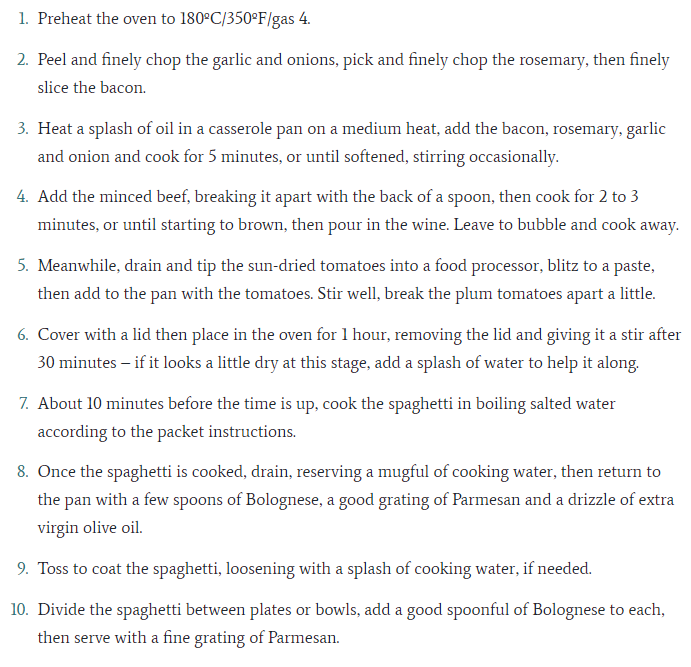 1. Preheat the oven to 180ºC/350ºF/gas 4.
2. Peel and finely chop the garlic and onions, pick and finely chop the rosemary, then finely
slice the bacon.
3. Heat a splash of oil in a casserole pan on a medium heat, add the bacon, rosemary, garlic
and onion and cook for 5 minutes, or until softened, stirring occasionally.
4. Add the minced beef, breaking it apart with the back of a spoon, then cook for 2 to 3
minutes, or until starting to brown, then pour in the wine. Leave to bubble and cook away.
5. Meanwhile, drain and tip the sun-dried tomatoes into a food processor, blitz to a paste,
then add to the pan with the tomatoes. Stir well, break the plum tomatoes apart a little.
6. Cover with a lid then place in the oven for 1 hour, removing the lid and giving it a stir after
30 minutes – if it looks a little dry at this stage, add a splash of water to help it along.
7. About 10 minutes before the time is up, cook the spaghetti in boiling salted water
according to the packet instructions.
8. Once the spaghetti is cooked, drain, reserving a mugful of cooking water, then return to
the pan with a few spoons of Bolognese, a good grating of Parmesan and a drizzle of extra
virgin olive oil.
9. Toss to coat the spaghetti, loosening with a splash of cooking water, if needed.
10. Divide the spaghetti between plates or bowls, add a good spoonful of Bolognese to each,
then serve with a fine grating of Parmesan.